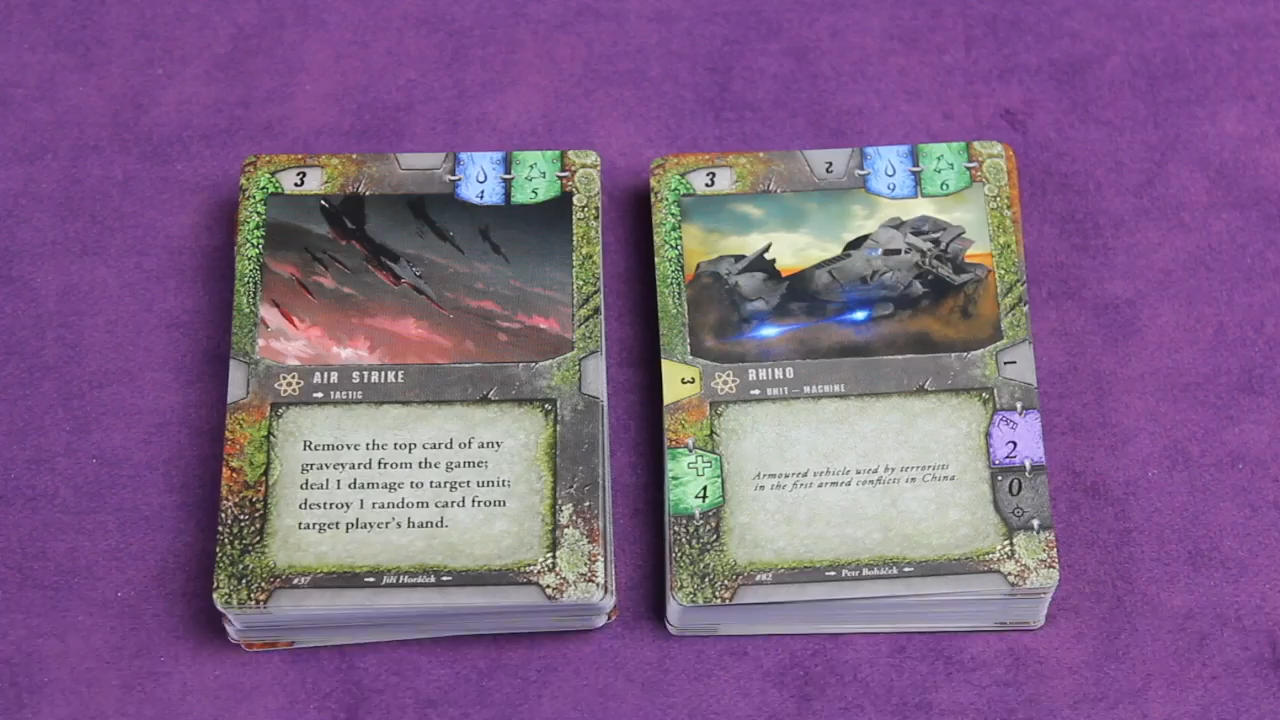 3
4
5
AIR STRIKE
TACTIC
Remove the top card of any
graveyard from the game;
deal 1 damage to target unit;
destroy 1 random card from
target player's hand.
#37
Jiří Horáček
3
2
9
6
RHINO
UNIT – MACHINE
3
1
4
2
0
Armoured vehicle used by terrorists
in the first armed conflicts in China.
#82
Petr Boháček